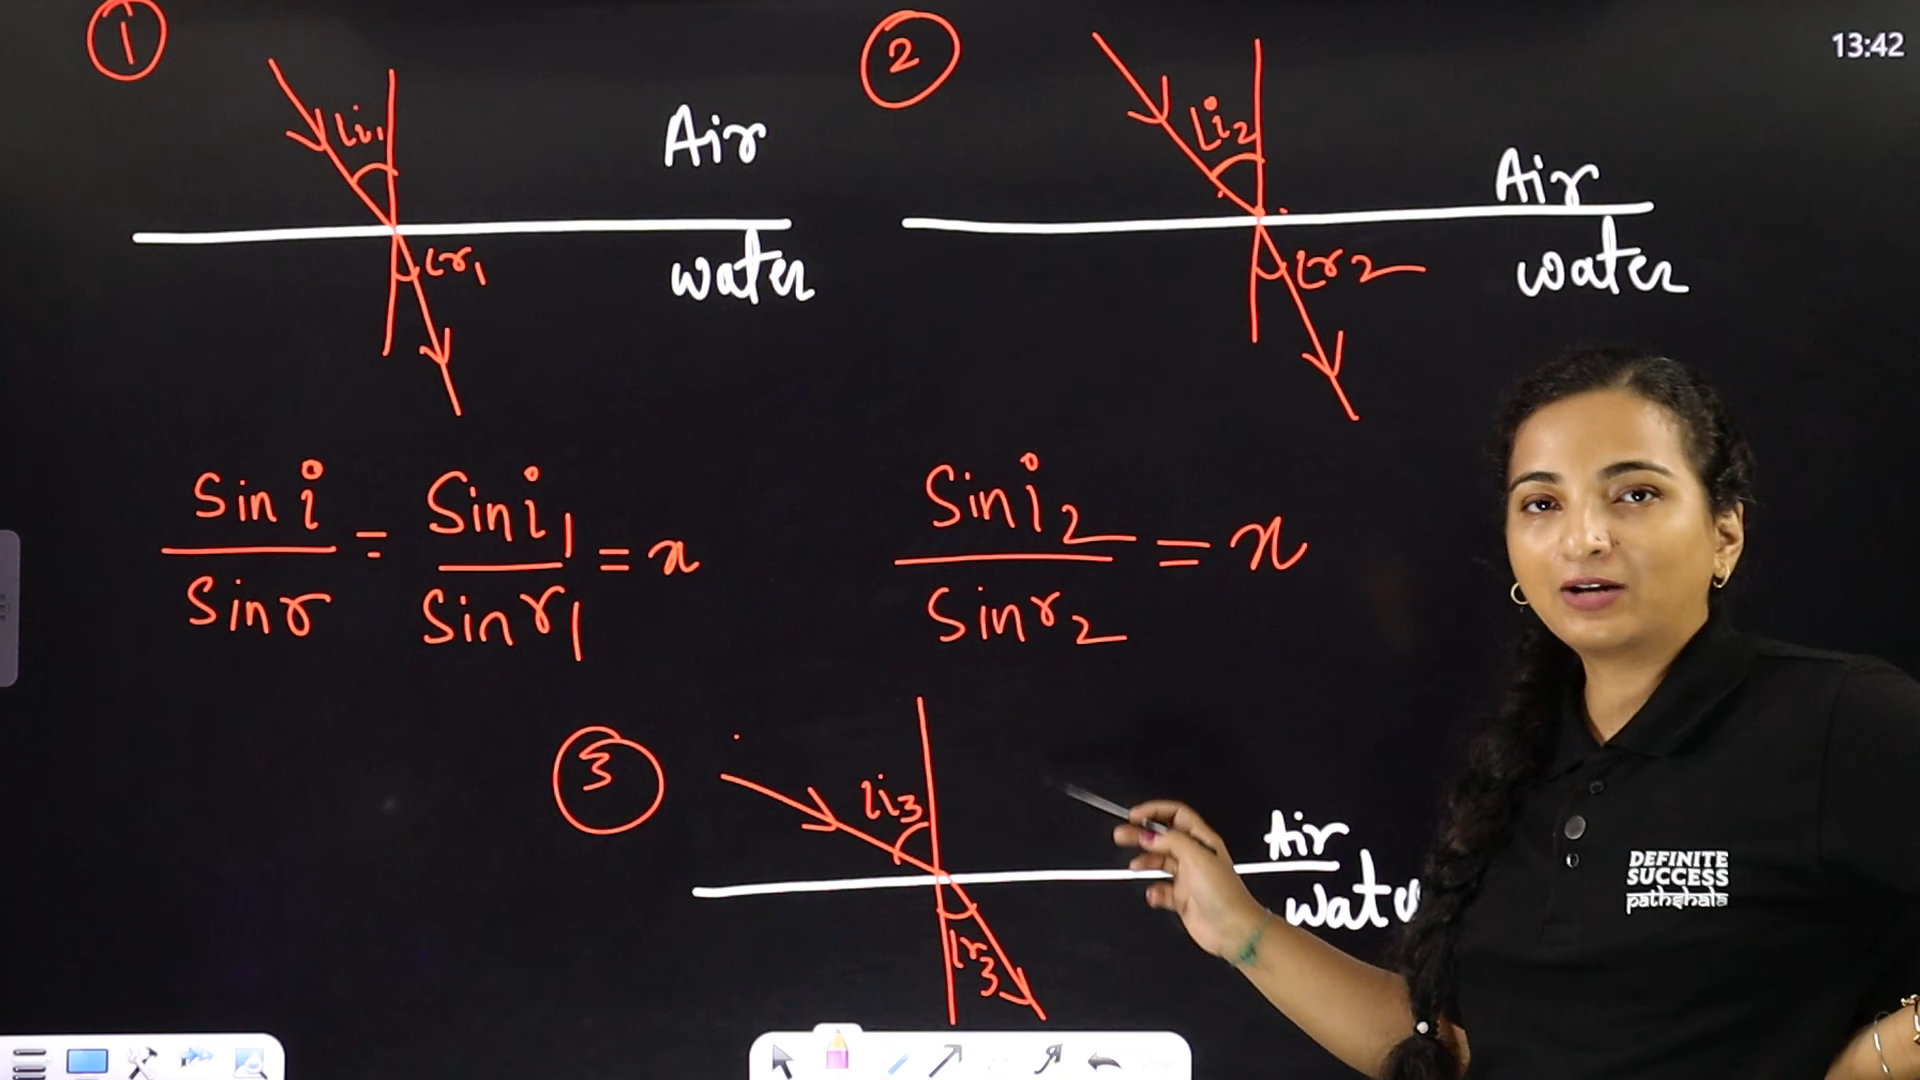 1
2
13:42
∠i₁
Air
∠r₁
water
∠i₂
Air
∠r₂
water
Sin i / Sin r = Sin i₁ / Sin r₁ = x
Sin i₂ / Sin r₂ = x
3
∠i₃
Air
∠r₃
wate
DEFINITE
SUCCESS
pathshala